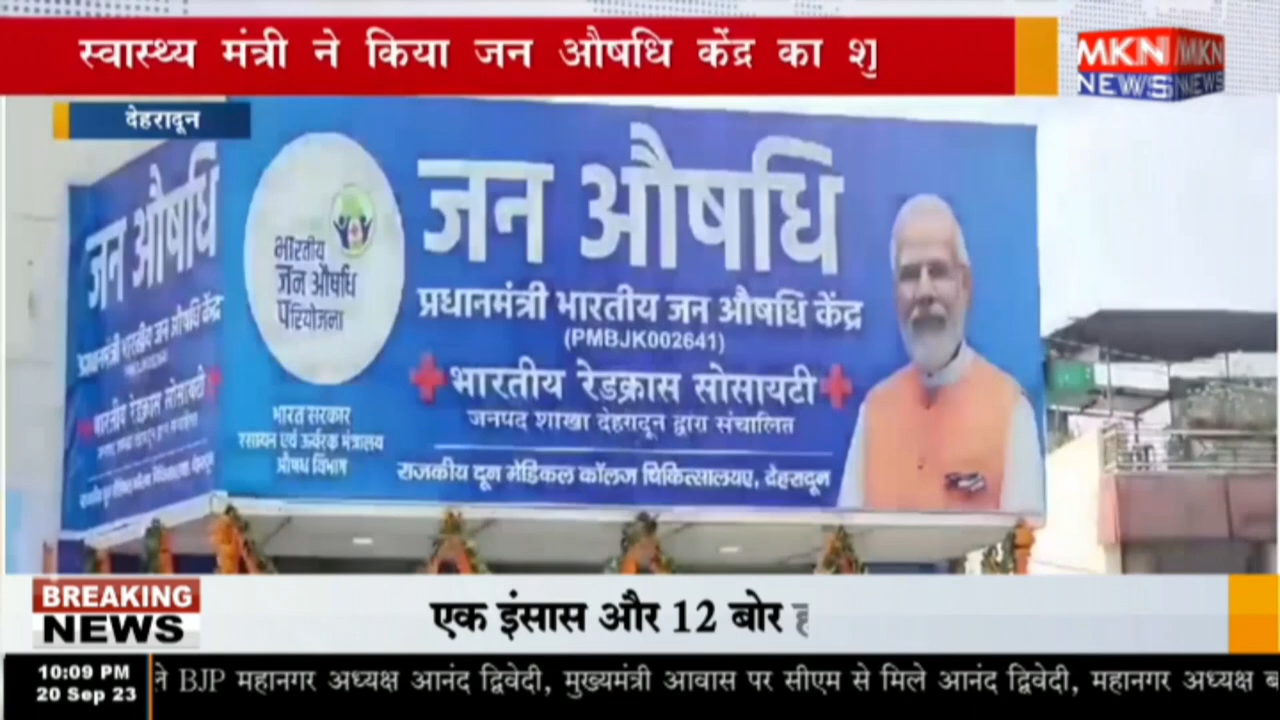 स्वास्थ्य मंत्री ने किया जन औषधि केंद्र का शु
MKN MKN
NEWS NEWS
देहरादून
जन औषधि
भारतीय
जन औषधि
परियोजना
भारत सरकार
रसायन एवं ऊर्वरक मंत्रालय
औषध विभाग
जन औषधि
प्रधानमंत्री भारतीय जन औषधि केंद्र
(PMBJK002641)
भारतीय रेडक्रास सोसायटी
जनपद शाखा देहरादून द्वारा संचालित
राजकीय दून मेडिकल कॉलज चिकित्सालयए, देहरादून
BREAKING
NEWS
एक इंसास और 12 बोर
10:09 PM
20 Sep 23
ले BJP महानगर अध्यक्ष आनंद द्विवेदी, मुख्यमंत्री आवास पर सीएम से मिले आनंद द्विवेदी, महानगर अध्यक्ष ब